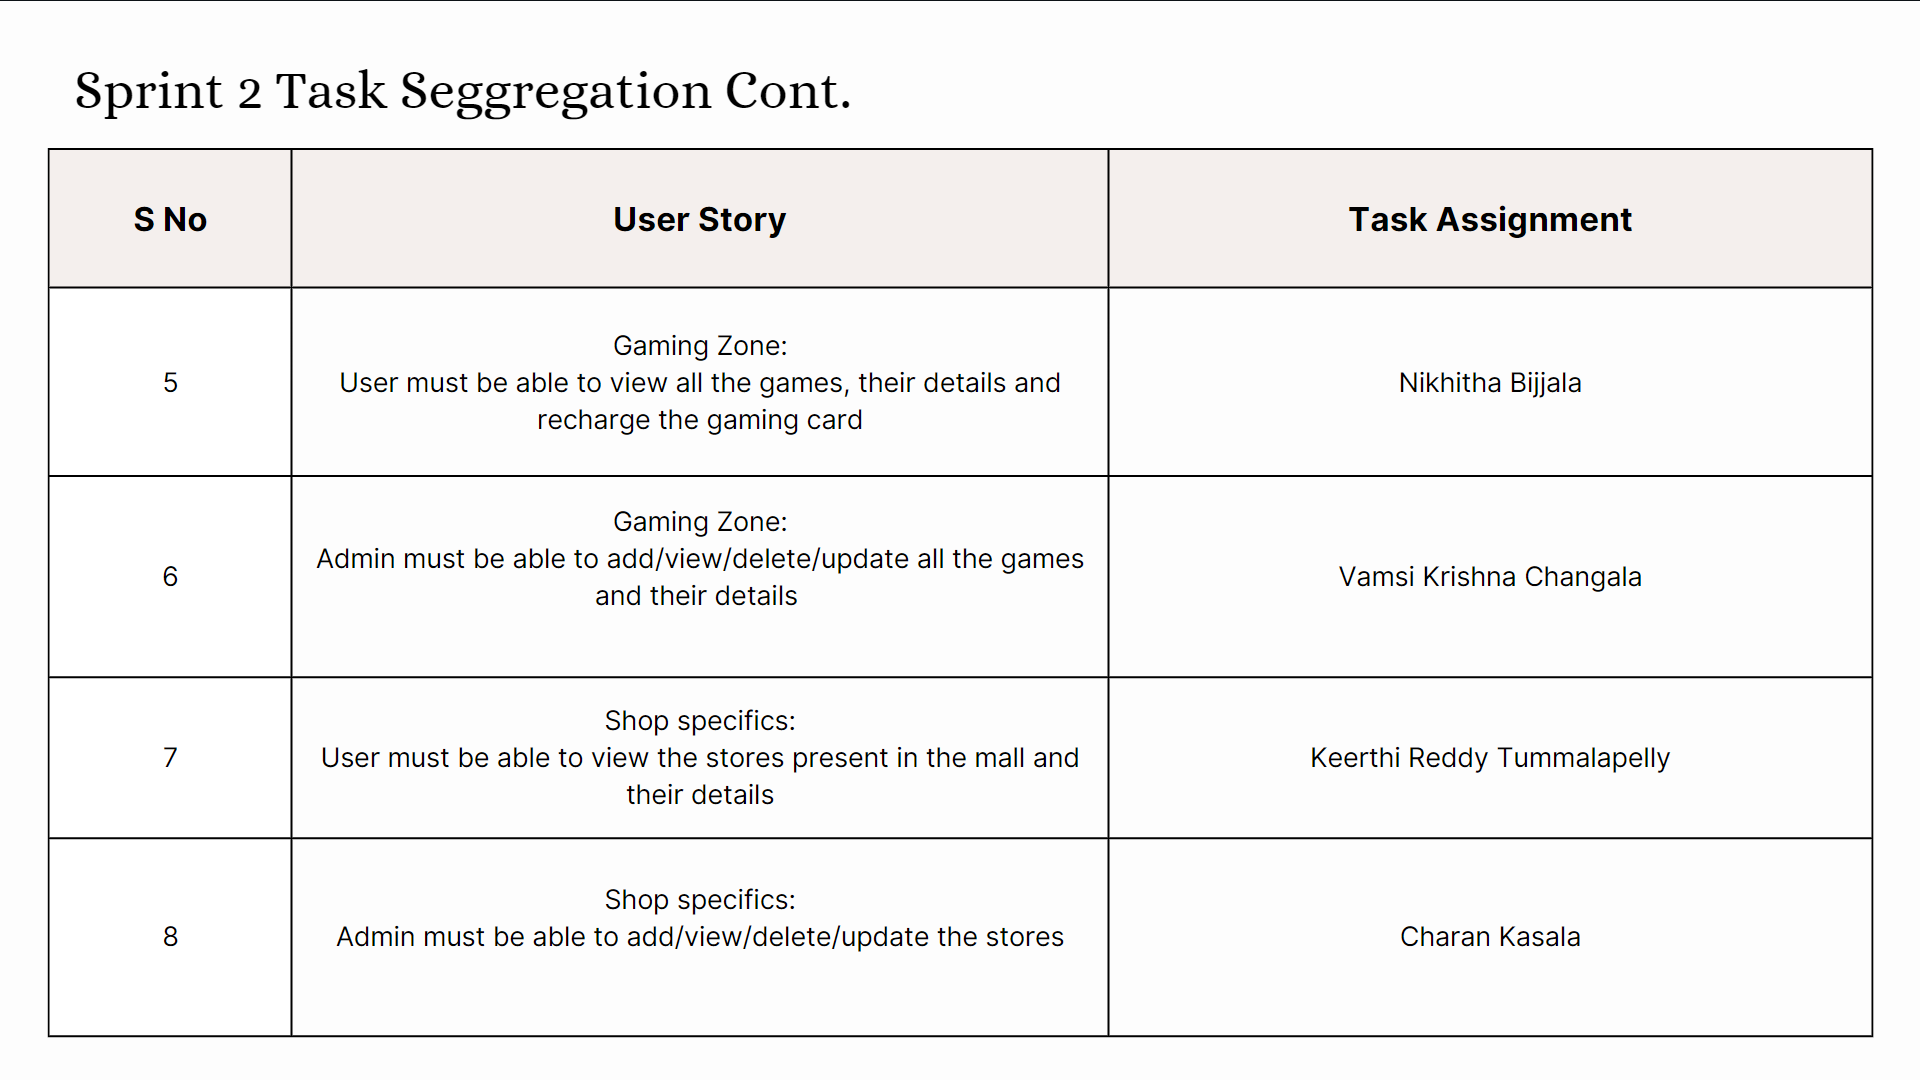 Sprint 2 Task Seggregation Cont.
S No
User Story
Task Assignment
5
Gaming Zone:
User must be able to view all the games, their details and
recharge the gaming card
Nikhitha Bijjala
6
Gaming Zone:
Admin must be able to add/view/delete/update all the games
and their details
Vamsi Krishna Changala
7
Shop specifics:
User must be able to view the stores present in the mall and
their details
Keerthi Reddy Tummalapelly
8
Shop specifics:
Admin must be able to add/view/delete/update the stores
Charan Kasala